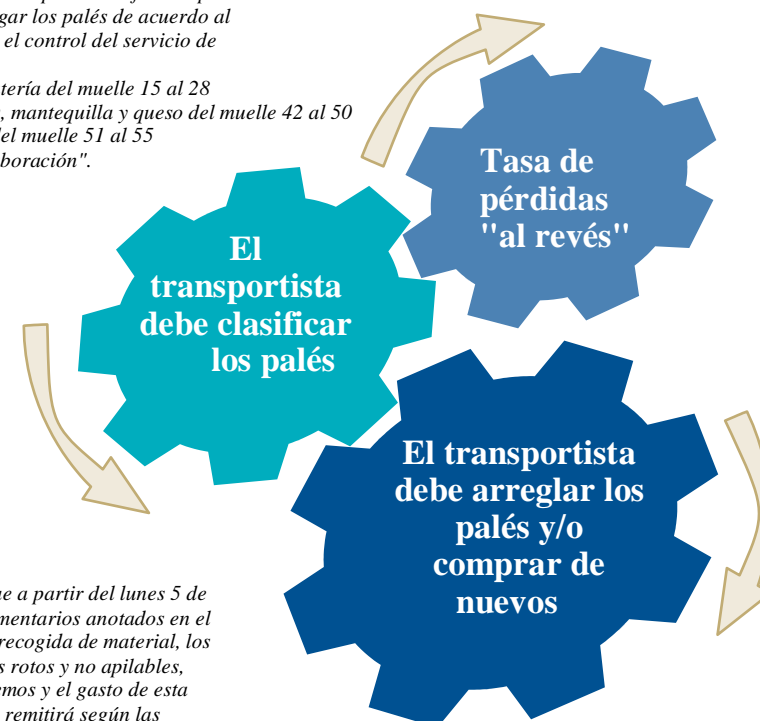 gar los palés de acuerdo al
el control del servicio de
tería del muelle 15 al 28
, mantequilla y queso del muelle 42 al 50
el muelle 51 al 55
boración".
Tasa de
pérdidas
"al revés"
El
transportista
debe clasificar
los palés
El transportista
debe arreglar los
palés y/o
comprar de
nuevos
ue a partir del lunes 5 de
mentarios anotados en el
recogida de material, los
s rotos y no apilables,
emos y el gasto de esta
remitirá según las